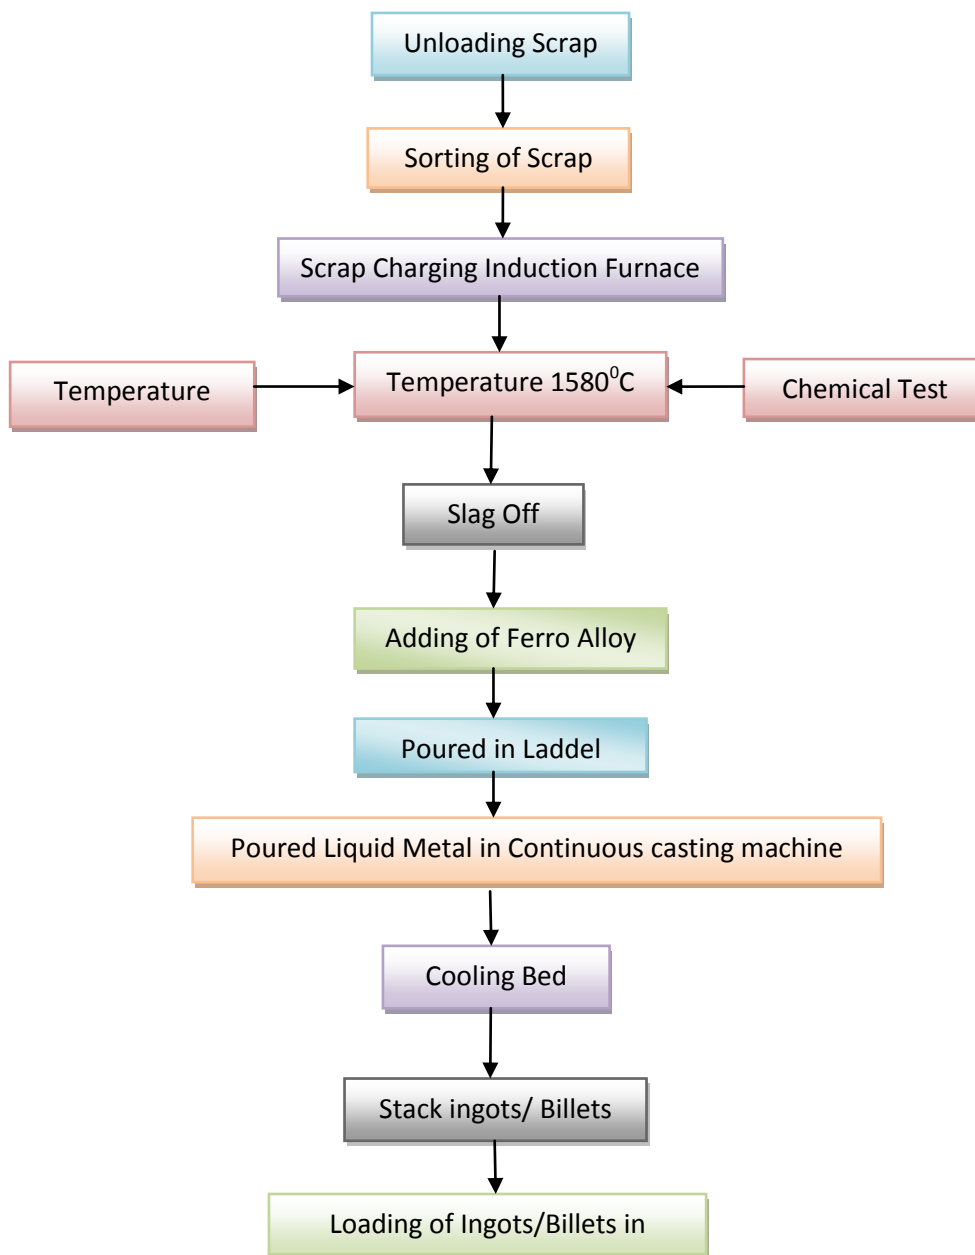 Unloading Scrap
Sorting of Scrap
Scrap Charging Induction Furnace
Temperature
Temperature 1580⁰C
Chemical Test
Slag Off
Adding of Ferro Alloy
Poured in Laddel
Poured Liquid Metal in Continuous casting machine
Cooling Bed
Stack ingots/ Billets
Loading of Ingots/Billets in